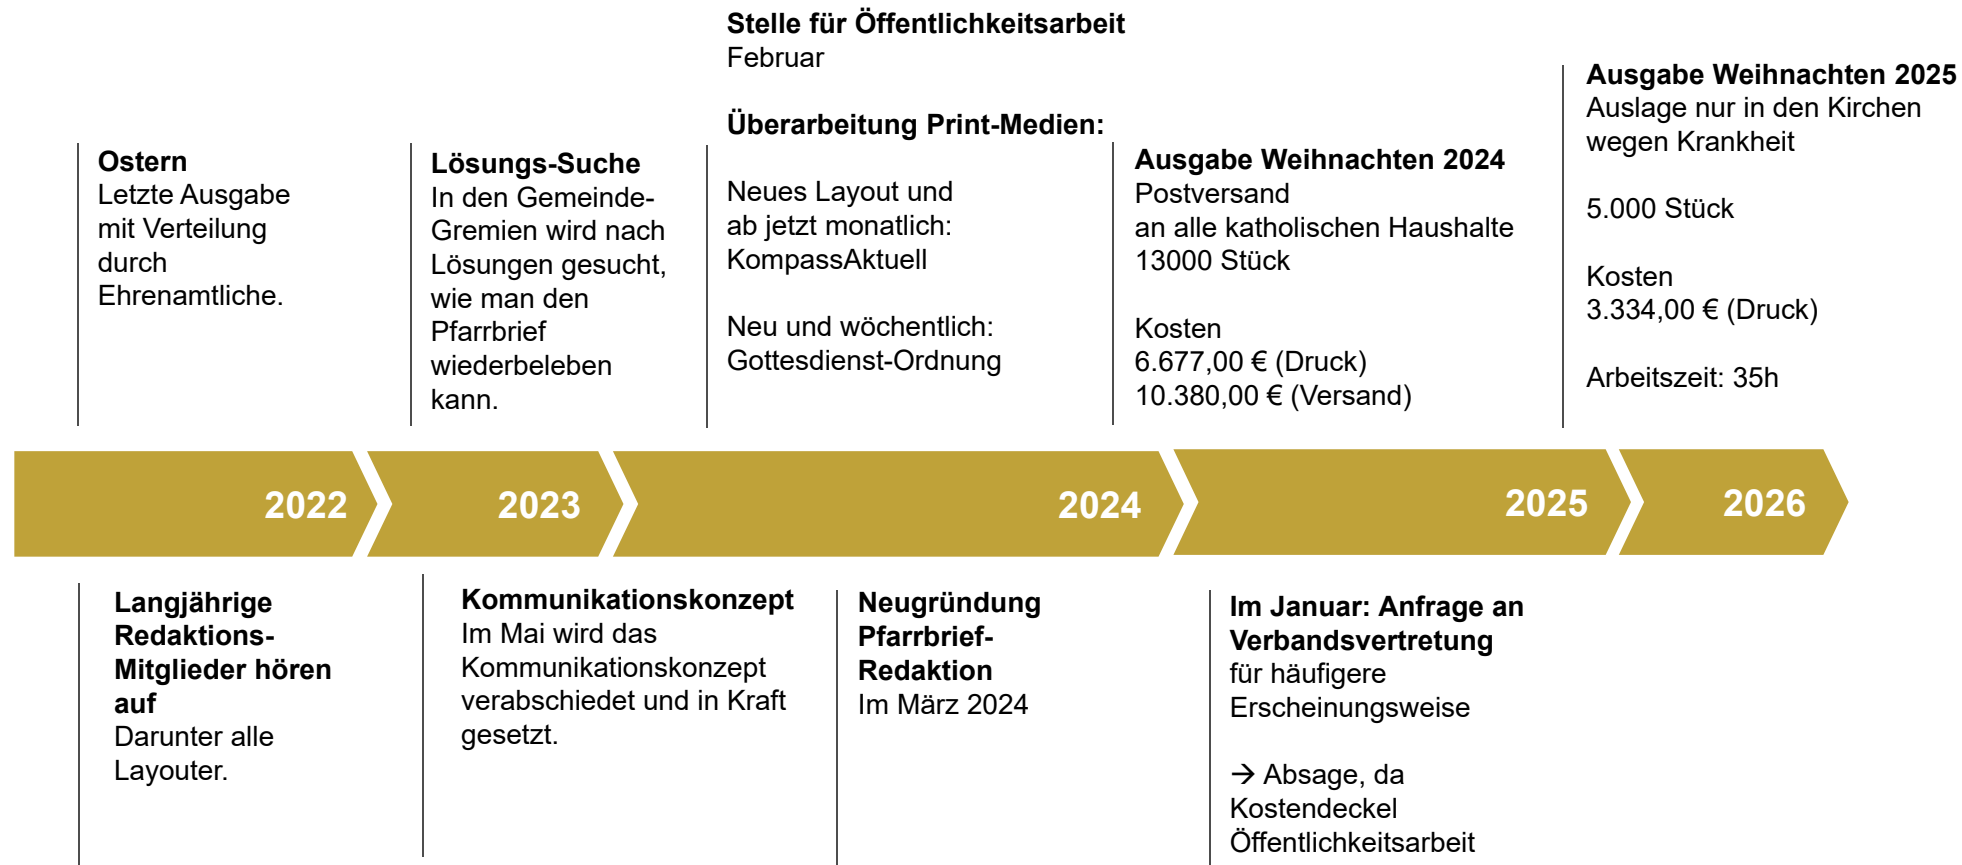 Ostern
Letzte Ausgabe
mit Verteilung
durch
Ehrenamtliche.
Lösungs-Suche
In den Gemeinde-
Gremien wird nach
Lösungen gesucht,
wie man den
Pfarrbrief
wiederbeleben
kann.
Stelle für Öffentlichkeitsarbeit
Februar
Überarbeitung Print-Medien:
Neues Layout und
ab jetzt monatlich:
KompassAktuell
Neu und wöchentlich:
Gottesdienst-Ordnung
Ausgabe Weihnachten 2024
Postversand
an alle katholischen Haushalte
13000 Stück
Kosten
6.677,00 € (Druck)
10.380,00 € (Versand)
Ausgabe Weihnachten 2025
Auslage nur in den Kirchen
wegen Krankheit
5.000 Stück
Kosten
3.334,00 € (Druck)
Arbeitszeit: 35h
2022
2023
2024
2025
2026
Langjährige
Redaktions-
Mitglieder hören
auf
Darunter alle
Layouter.
Kommunikationskonzept
Im Mai wird das
Kommunikationskonzept
verabschiedet und in Kraft
gesetzt.
Neugründung
Pfarrbrief-
Redaktion
Im März 2024
Im Januar: Anfrage an
Verbandsvertretung
für häufigere
Erscheinungsweise
→ Absage, da
Kostendeckel
Öffentlichkeitsarbeit